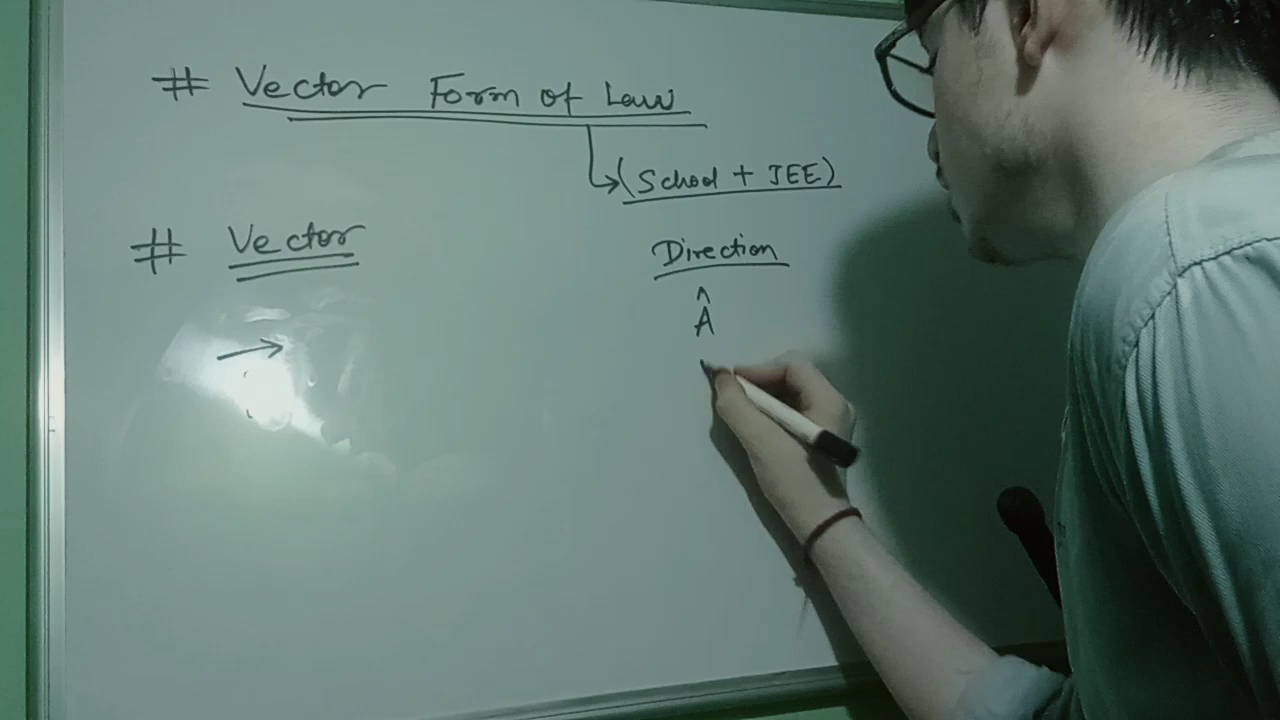 # Vector Form of Law
(School + JEE)
# Vector
Direction
Â